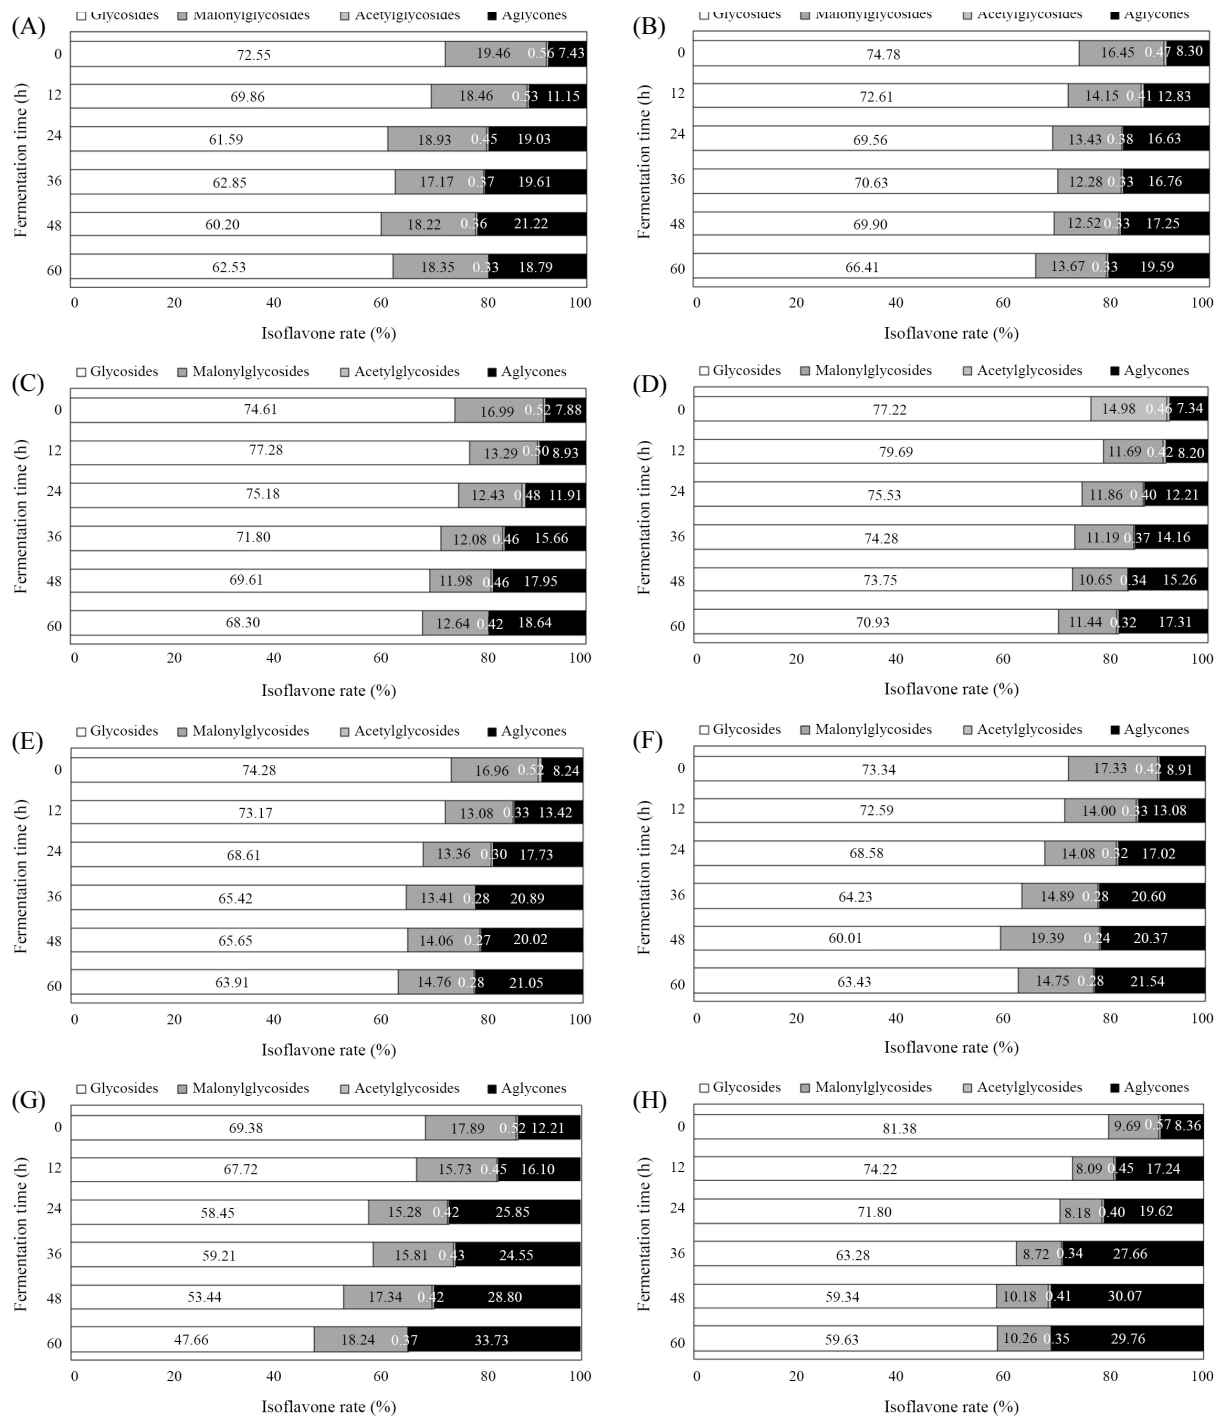 (A)
Glycosides Malonylglycosides Acetylglycosides Aglycones
Fermentation time (h)
0 72.55 19.46 0.56 7.43
12 69.86 18.46 0.53 11.15
24 61.59 18.93 0.45 19.03
36 62.85 17.17 0.37 19.61
48 60.20 18.22 0.36 21.22
60 62.53 18.35 0.33 18.79
0 20 40 60 80 100
Isoflavone rate (%)
(B)
Glycosides Malonylglycosides Acetylglycosides Aglycones
Fermentation time (h)
0 74.78 16.45 0.47 8.30
12 72.61 14.15 0.41 12.83
24 69.56 13.43 0.38 16.63
36 70.63 12.28 0.33 16.76
48 69.90 12.52 0.33 17.25
60 66.41 13.67 0.33 19.59
0 20 40 60 80 100
Isoflavone rate (%)
(C)
Glycosides Malonylglycosides Acetylglycosides Aglycones
Fermentation time (h)
0 74.61 16.99 0.52 7.88
12 77.28 13.29 0.50 8.93
24 75.18 12.43 0.48 11.91
36 71.80 12.08 0.46 15.66
48 69.61 11.98 0.46 17.95
60 68.30 12.64 0.42 18.64
0 20 40 60 80 100
Isoflavone rate (%)
(D)
Glycosides Malonylglycosides Acetylglycosides Aglycones
Fermentation time (h)
0 77.22 14.98 0.46 7.34
12 79.69 11.69 0.42 8.20
24 75.53 11.86 0.40 12.21
36 74.28 11.19 0.37 14.16
48 73.75 10.65 0.34 15.26
60 70.93 11.44 0.32 17.31
0 20 40 60 80 100
Isoflavone rate (%)
(E)
Glycosides Malonylglycosides Acetylglycosides Aglycones
Fermentation time (h)
0 74.28 16.96 0.52 8.24
12 73.17 13.08 0.33 13.42
24 68.61 13.36 0.30 17.73
36 65.42 13.41 0.28 20.89
48 65.65 14.06 0.27 20.02
60 63.91 14.76 0.28 21.05
0 20 40 60 80 100
Isoflavone rate (%)
(F)
Glycosides Malonylglycosides Acetylglycosides Aglycones
Fermentation time (h)
0 73.34 17.33 0.42 8.91
12 72.59 14.00 0.33 13.08
24 68.58 14.08 0.32 17.02
36 64.23 14.89 0.28 20.60
48 60.01 19.39 0.24 20.37
60 63.43 14.75 0.28 21.54
0 20 40 60 80 100
Isoflavone rate (%)
(G)
Glycosides Malonylglycosides Acetylglycosides Aglycones
Fermentation time (h)
0 69.38 17.89 0.52 12.21
12 67.72 15.73 0.45 16.10
24 58.45 15.28 0.42 25.85
36 59.21 15.81 0.43 24.55
48 53.44 17.34 0.42 28.80
60 47.66 18.24 0.37 33.73
0 20 40 60 80 100
Isoflavone rate (%)
(H)
Glycosides Malonylglycosides Acetylglycosides Aglycones
Fermentation time (h)
0 81.38 9.69 0.57 8.36
12 74.22 8.09 0.45 17.24
24 71.80 8.18 0.40 19.62
36 63.28 8.72 0.34 27.66
48 59.34 10.18 0.41 30.07
60 59.63 10.26 0.35 29.76
0 20 40 60 80 100
Isoflavone rate (%)